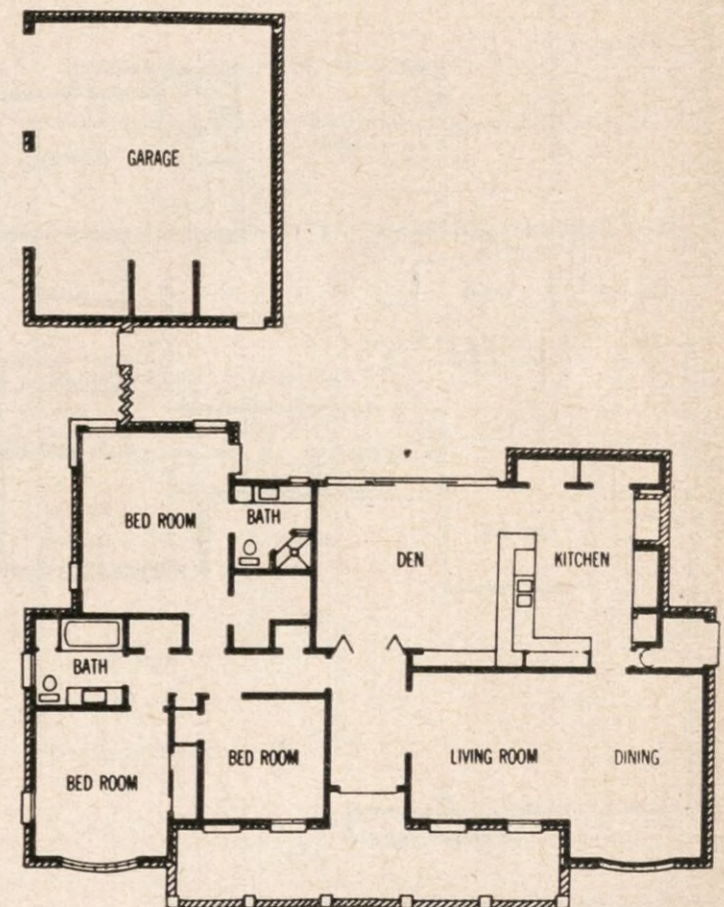 GARAGE
BED ROOM
BATH
DEN
KITCHEN
BATH
BED ROOM
BED ROOM
LIVING ROOM
DINING